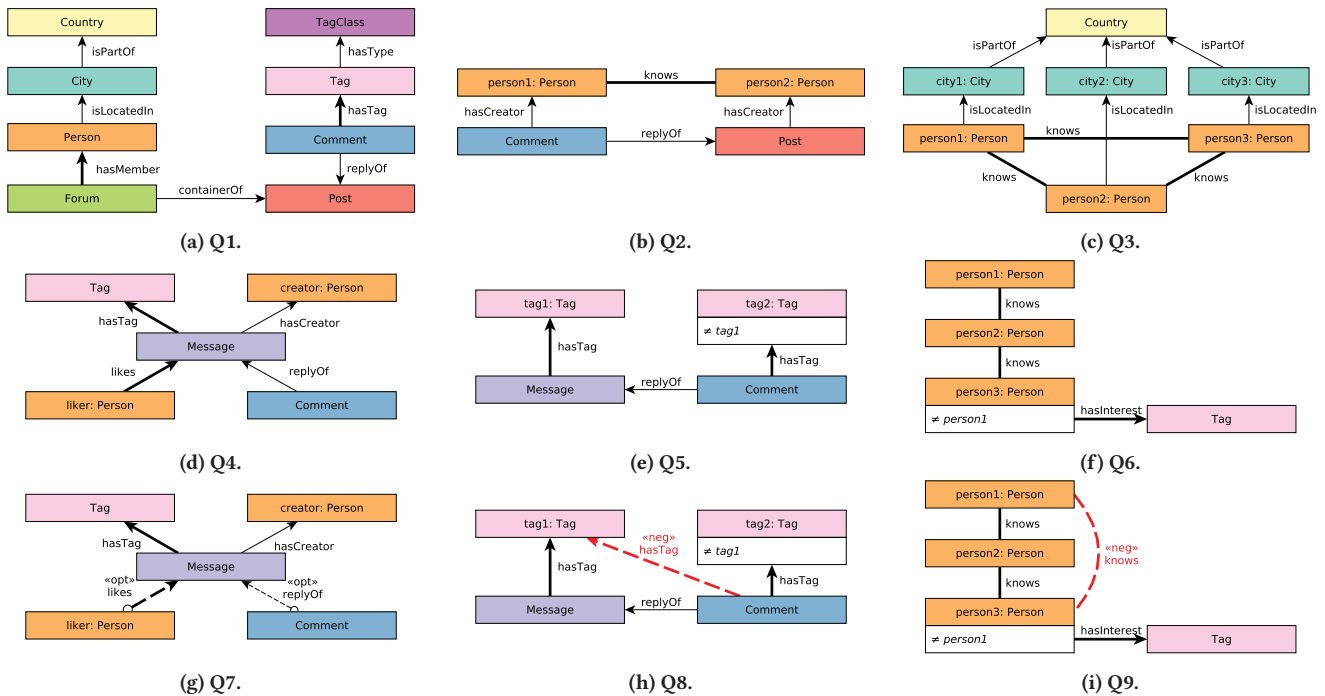 Country
isPartOf
City
isLocatedIn
Person
hasMember
Forum
containerOf
TagClass
hasType
Tag
hasTag
Comment
replyOf
Post
(a) Q1.
person1: Person
knows
person2: Person
hasCreator
hasCreator
Comment
replyOf
Post
(b) Q2.
Country
isPartOf
isPartOf
isPartOf
city1: City
city2: City
city3: City
isLocatedIn
isLocatedIn
isLocatedIn
person1: Person
knows
person3: Person
knows
knows
person2: Person
(c) Q3.
Tag
creator: Person
hasTag
hasCreator
Message
likes
replyOf
liker: Person
Comment
(d) Q4.
tag1: Tag
tag2: Tag
≠ tag1
hasTag
hasTag
Message
replyOf
Comment
(e) Q5.
person1: Person
knows
person2: Person
knows
person3: Person
≠ person1
hasInterest
Tag
(f) Q6.
Tag
creator: Person
hasTag
hasCreator
Message
«opt»
likes
«opt»
replyOf
liker: Person
Comment
(g) Q7.
tag1: Tag
tag2: Tag
≠ tag1
«neg»
hasTag
hasTag
hasTag
Message
replyOf
Comment
(h) Q8.
person1: Person
knows
person2: Person
«neg»
knows
knows
person3: Person
≠ person1
hasInterest
Tag
(i) Q9.